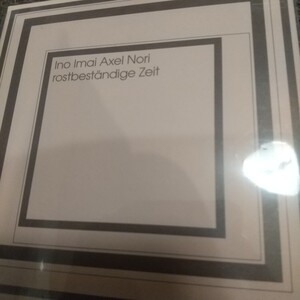 Ino Imai Axel Nori
rostbeständige Zeit